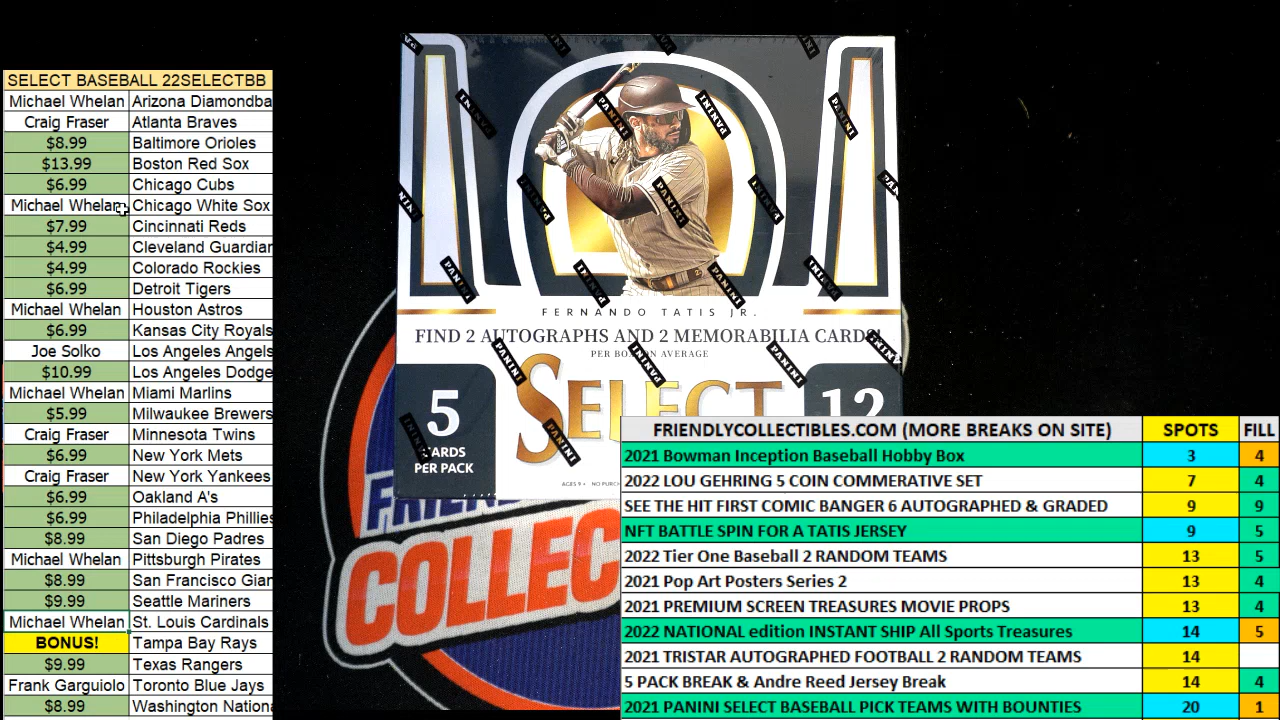 SELECT BASEBALL 22SELECTBB
Michael Whelan Arizona Diamondba
Craig Fraser Atlanta Braves
$8.99 Baltimore Orioles
$13.99 Boston Red Sox
$6.99 Chicago Cubs
Michael Whelan Chicago White Sox
$7.99 Cincinnati Reds
$4.99 Cleveland Guardian
$4.99 Colorado Rockies
$6.99 Detroit Tigers
Michael Whelan Houston Astros
$6.99 Kansas City Royals
Joe Solko Los Angeles Angels
$10.99 Los Angeles Dodge
Michael Whelan Miami Marlins
$5.99 Milwaukee Brewers
Craig Fraser Minnesota Twins
$6.99 New York Mets
Craig Fraser New York Yankees
$6.99 Oakland A's
$6.99 Philadelphia Phillies
$8.99 San Diego Padres
Michael Whelan Pittsburgh Pirates
$8.99 San Francisco Gian
$9.99 Seattle Mariners
Michael Whelan St. Louis Cardinals
BONUS! Tampa Bay Rays
$9.99 Texas Rangers
Frank Garguiolo Toronto Blue Jays
$8.99 Washington Nationa
PANINI
FERNANDO TATIS JR.
FIND 2 AUTOGRAPHS AND 2 MEMORABILIA CARDS!
PER BOX ON AVERAGE
SELECT
5
CARDS
PER PACK
12
COLLEC
FRIENDLYCOLLECTIBLES.COM (MORE BREAKS ON SITE) SPOTS FILL
2021 Bowman Inception Baseball Hobby Box 3 4
2022 LOU GEHRING 5 COIN COMMERATIVE SET 7 4
SEE THE HIT FIRST COMIC BANGER 6 AUTOGRAPHED & GRADED 9 9
NFT BATTLE SPIN FOR A TATIS JERSEY 9 5
2022 Tier One Baseball 2 RANDOM TEAMS 13 5
2021 Pop Art Posters Series 2 13 4
2021 PREMIUM SCREEN TREASURES MOVIE PROPS 13 4
2022 NATIONAL edition INSTANT SHIP All Sports Treasures 14 5
2021 TRISTAR AUTOGRAPHED FOOTBALL 2 RANDOM TEAMS 14
5 PACK BREAK & Andre Reed Jersey Break 14 4
2021 PANINI SELECT BASEBALL PICK TEAMS WITH BOUNTIES 20 1